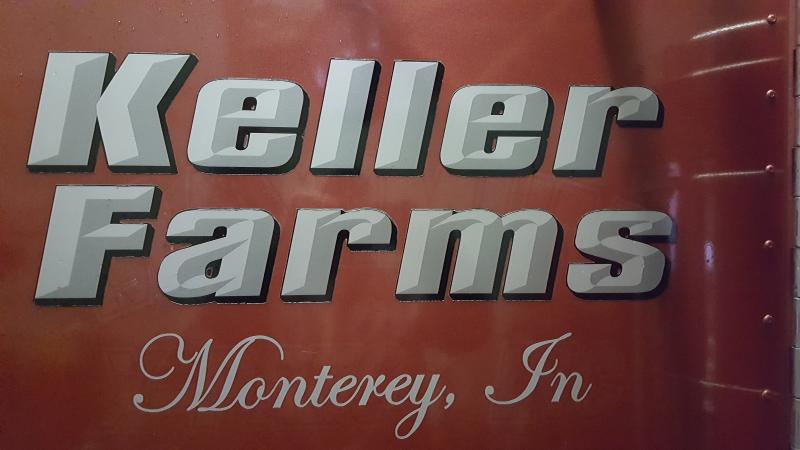 Keller
Farms
Monterey, In